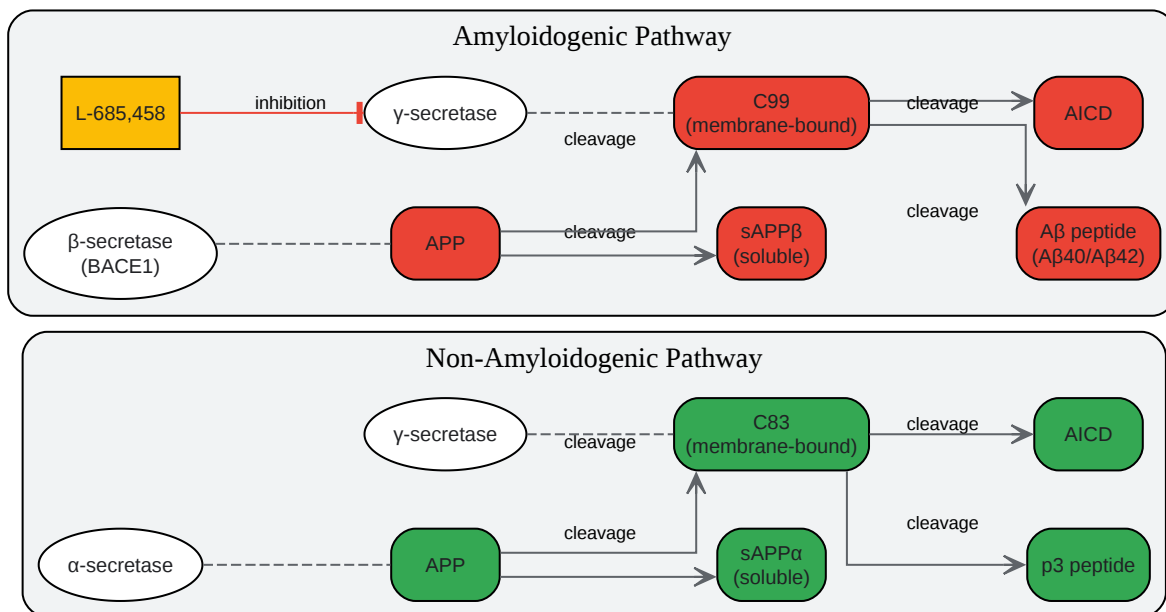 Amyloidogenic Pathway
L-685,458
inhibition
γ-secretase
cleavage
C99
(membrane-bound)
cleavage
AICD
β-secretase
(BACE1)
APP
cleavage
sAPPβ
(soluble)
cleavage
Aβ peptide
(Aβ40/Aβ42)
Non-Amyloidogenic Pathway
γ-secretase
cleavage
C83
(membrane-bound)
cleavage
AICD
α-secretase
APP
cleavage
sAPPα
(soluble)
cleavage
p3 peptide